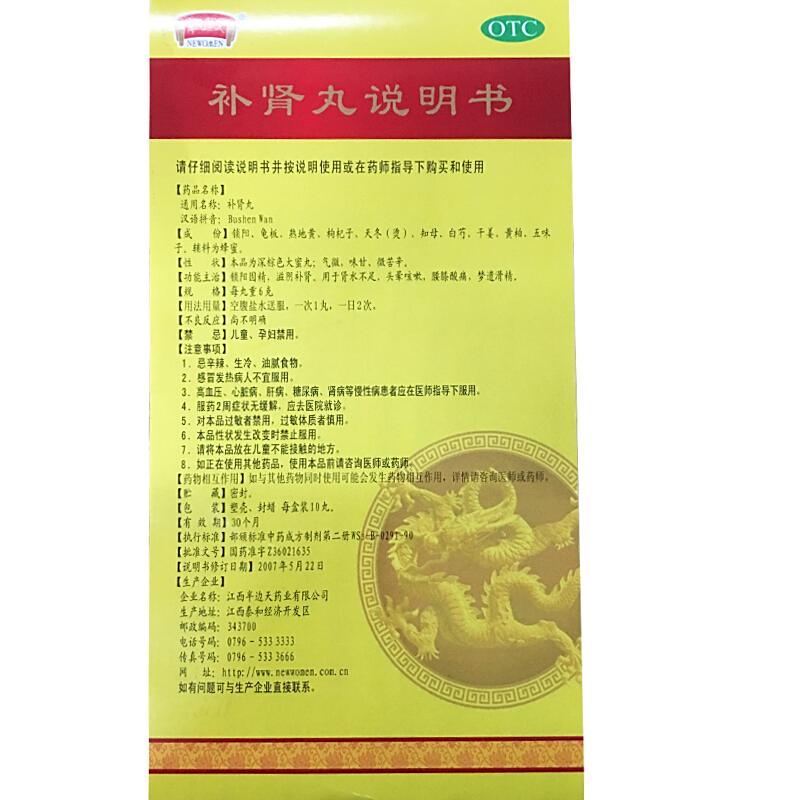 半边天
NEWOMEN
OTC
补肾丸说明书
请仔细阅读说明书并按说明使用或在药师指导下购买和使用
【药品名称】
通用名称：补肾丸
汉语拼音：Bushen Wan
【成　份】锁阳、龟板、熟地黄、枸杞子、天冬（烫）、知母、白芍、干姜、黄柏、五味
子。辅料为蜂蜜。
【性　状】本品为深棕色大蜜丸；气微，味甘、微苦辛。
【功能主治】锁阳固精，滋阴补肾。用于肾水不足，头晕咳嗽，腰膝酸痛，梦遗滑精。
【规　格】每丸重6克
【用法用量】空腹盐水送服，一次1丸，一日2次。
【不良反应】尚不明确
【禁　忌】儿童、孕妇禁用。
【注意事项】
1．忌辛辣、生冷、油腻食物。
2．感冒发热病人不宜服用。
3．高血压、心脏病、肝病、糖尿病、肾病等慢性病患者应在医师指导下服用。
4．服药2周症状无缓解，应去医院就诊。
5．对本品过敏者禁用，过敏体质者慎用。
6．本品性状发生改变时禁止服用。
7．请将本品放在儿童不能接触的地方。
8．如正在使用其他药品，使用本品前请咨询医师或药师。
【药物相互作用】如与其他药物同时使用可能会发生药物相互作用，详情请咨询医师或药师。
【贮　藏】密封。
【包　装】塑壳、封蜡 每盒装10丸。
【有 效 期】30个月
【执行标准】部颁标准中药成方制剂第二册WS₃-B-0291-90
【批准文号】国药准字Z36021635
【说明书修订日期】2007年5月22日
【生产企业】
企业名称：江西半边天药业有限公司
生产地址：江西泰和经济开发区
邮政编码：343700
电话号码：0796－533 3333
传真号码：0796－533 3666
网　址：http://www.newwomen.com.cn
如有问题可与生产企业直接联系。